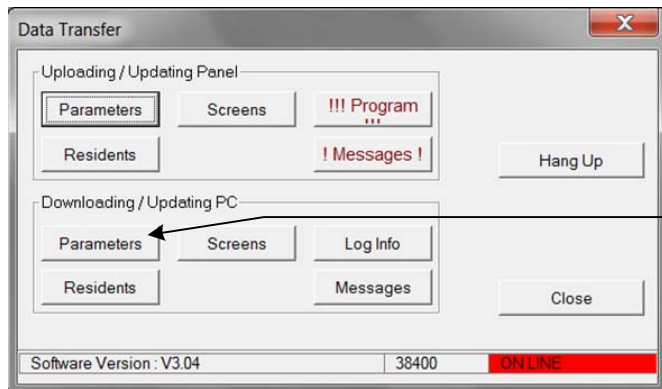 Data Transfer
X
Uploading / Updating Panel
Parameters Screens !!! Program !!!
Residents ! Messages !
Hang Up
Downloading / Updating PC
Parameters Screens Log Info
Residents Messages
Close
Software Version : V3.04 38400 ON LINE